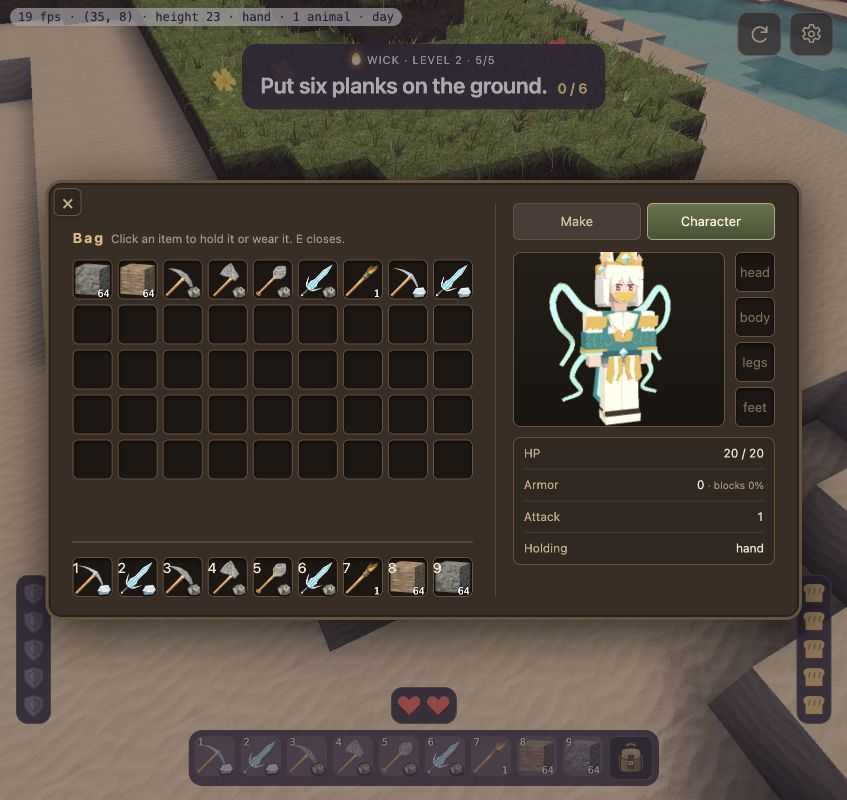 19 fps · (35, 8) · height 23 · hand · 1 animal · day
WICK · LEVEL 2 · 5/5
Put six planks on the ground. 0 / 6
×
Bag Click an item to hold it or wear it. E closes.
64 64 1
Make Character
head
body
legs
feet
HP 20 / 20
Armor 0 · blocks 0%
Attack 1
Holding hand
1 2 3 4 5 6 7 8 9
1 64 64
1 2 3 4 5 6 7 8 9
1 64 64